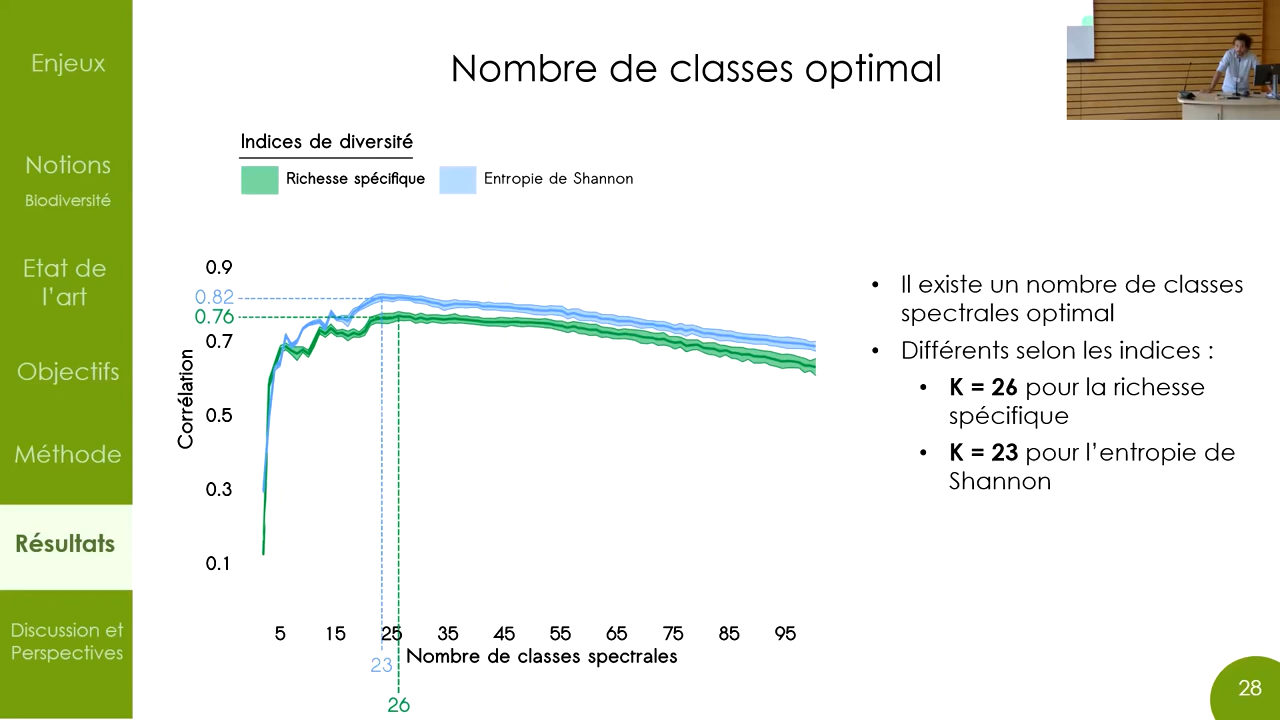 Enjeux
Notions
Biodiversité
Etat de
l'art
Objectifs
Méthode
Résultats
Discussion et
Perspectives
Nombre de classes optimal
Indices de diversité
Richesse spécifique
Entropie de Shannon
Corrélation
0.9
0.82
0.76
0.7
0.5
0.3
0.1
5 15 25 35 45 55 65 75 85 95
23
Nombre de classes spectrales
26
• Il existe un nombre de classes
spectrales optimal
• Différents selon les indices :
• K = 26 pour la richesse
spécifique
• K = 23 pour l'entropie de
Shannon
28